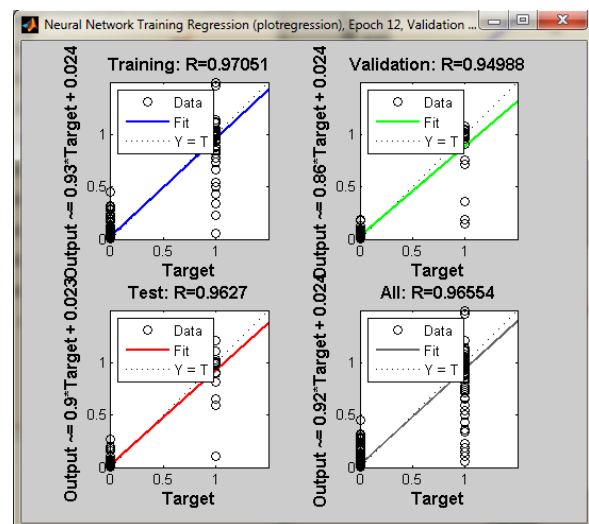 Neural Network Training Regression (plotregression), Epoch 12, Validation ...
Training: R=0.97051
Output ~= 0.93*Target + 0.024
Data
Fit
Y = T
1
0.5
0
0
0.5
1
Target
Validation: R=0.94988
Output ~= 0.86*Target + 0.024
Data
Fit
Y = T
1
0.5
0
0
0.5
1
Target
Test: R=0.9627
Output ~= 0.9*Target + 0.023
Data
Fit
Y = T
1
0.5
0
0
0.5
1
Target
All: R=0.96554
Output ~= 0.92*Target + 0.024
Data
Fit
Y = T
1
0.5
0
0
0.5
1
Target